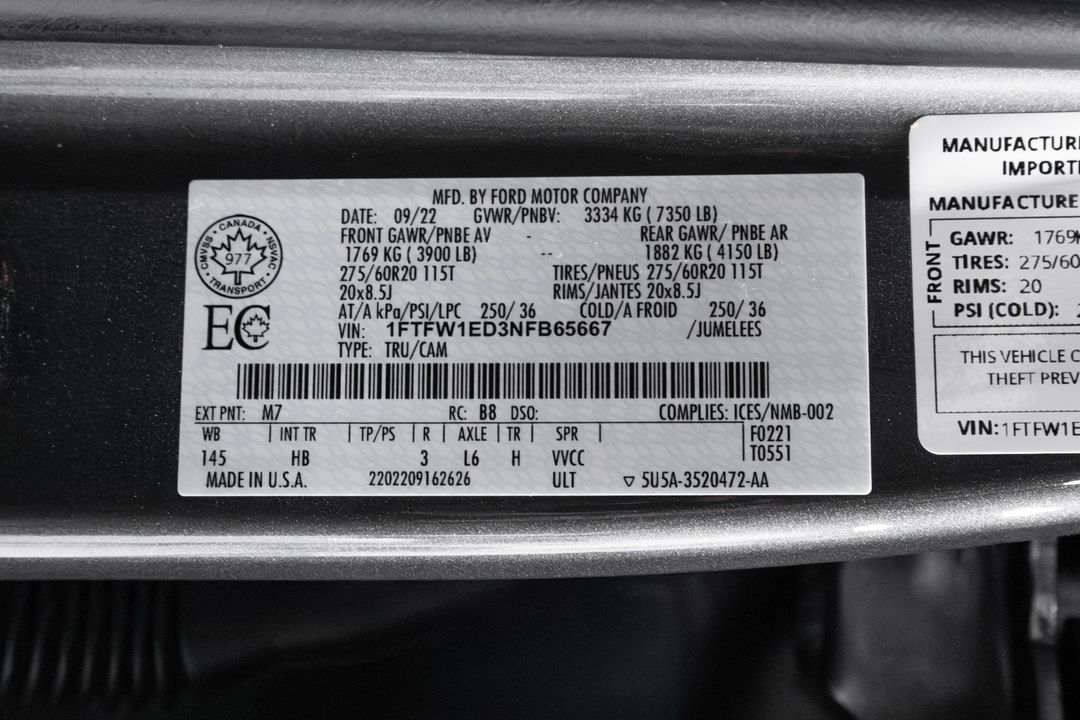 MFD. BY FORD MOTOR COMPANY
DATE: 09/22 GVWR/PNBV: 3334 KG ( 7350 LB)
FRONT GAWR/PNBE AV - REAR GAWR/ PNBE AR
1769 KG ( 3900 LB) -- 1882 KG ( 4150 LB)
275/60R20 115T TIRES/PNEUS 275/60R20 115T
20x8.5J RIMS/JANTES 20x8.5J
AT/A kPa/PSI/LPC 250/ 36 COLD/A FROID 250/ 36
VIN: 1FTFW1ED3NFB65667 /JUMELEES
TYPE: TRU/CAM
CANADA
CMVSS 977 NSVAC
TRANSPORT
EC
EXT PNT: M7 RC: B8 DSO: COMPLIES: ICES/NMB-002
WB | INT TR | TP/PS | R | AXLE | TR | SPR | F0221
145 HB 3 L6 H VVCC T0551
MADE IN U.S.A. 2202209162626 ULT ▽ 5U5A-3520472-AA
MANUFACTURE
IMPORTE
MANUFACTURE
FRONT
GAWR: 1769K
TIRES: 275/60
RIMS: 20
PSI (COLD):
THIS VEHICLE C
THEFT PREV
VIN: 1FTFW1E